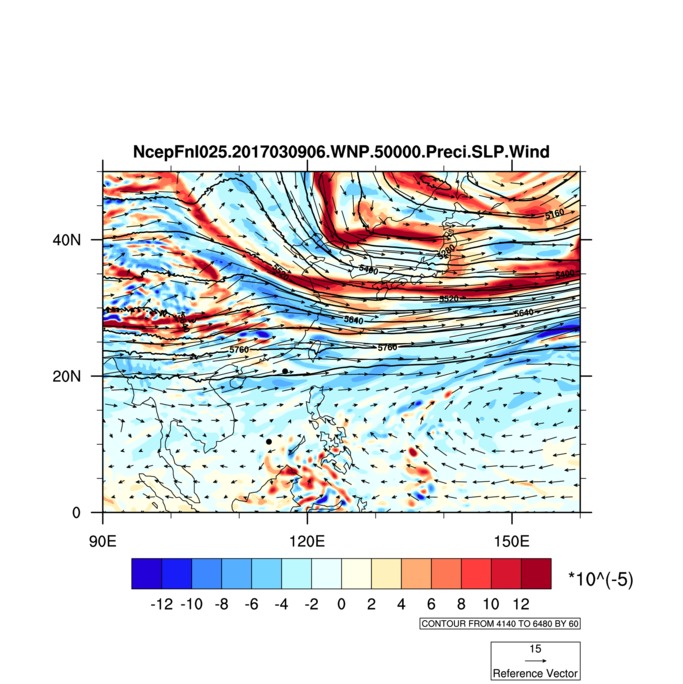 NcepFnl025.2017030906.WNP.50000.Preci.SLP.Wind
5160
40N
5280
5460
5400
5520
5640
5640
5760
5760
20N
0
90E 120E 150E
-12 -10 -8 -6 -4 -2 0 2 4 6 8 10 12
*10^(-5)
CONTOUR FROM 4140 TO 6480 BY 60
15
Reference Vector